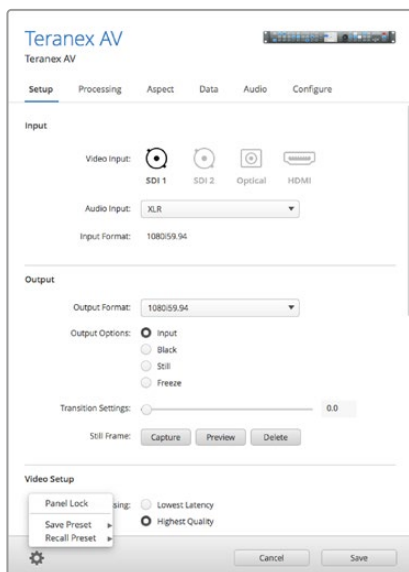 Teranex AV
Teranex AV
Setup Processing Aspect Data Audio Configure
Input
Video Input:
SDI 1 SDI 2 Optical HDMI
Audio Input: XLR
Input Format: 1080i59.94
Output
Output Format: 1080i59.94
Output Options: Input
Black
Still
Freeze
Transition Settings: 0.0
Still Frame: Capture Preview Delete
Video Setup
Panel Lock
sing: Lowest Latency
Save Preset
Highest Quality
Recall Preset
Cancel Save